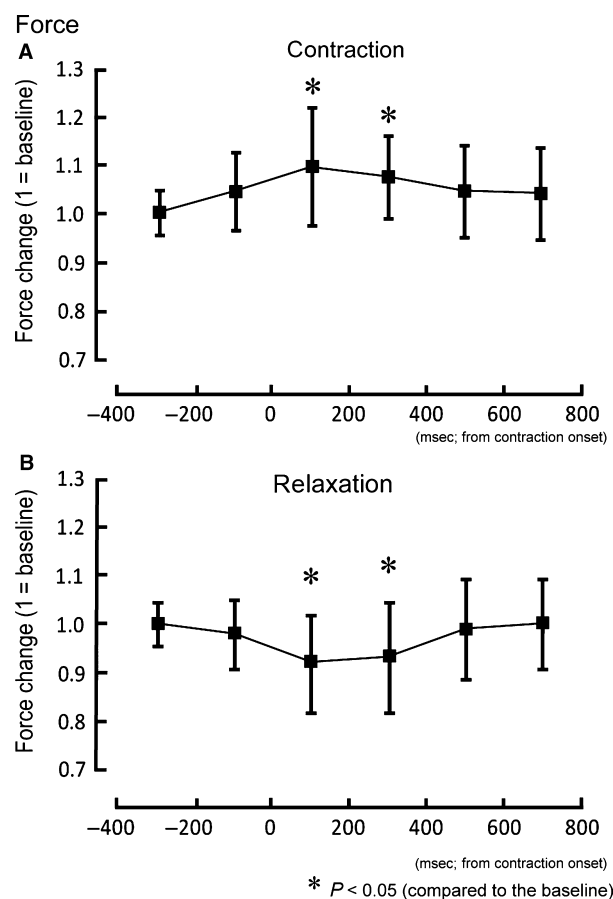 Force
A
Contraction
Force change (1 = baseline)
1.3
1.2
1.1
1.0
0.9
0.8
0.7
−400 −200 0 200 400 600 800
(msec; from contraction onset)
B
Relaxation
Force change (1 = baseline)
1.3
1.2
1.1
1.0
0.9
0.8
0.7
−400 −200 0 200 400 600 800
(msec; from contraction onset)
* P < 0.05 (compared to the baseline)